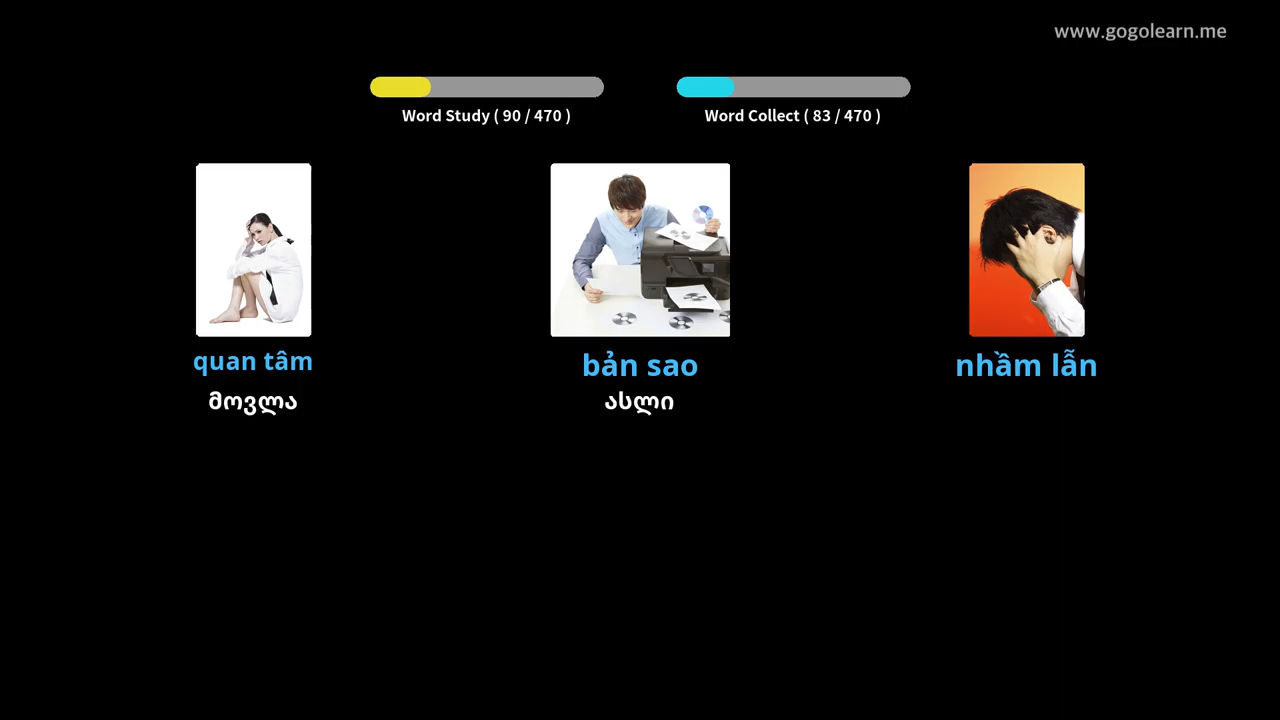 www.gogolearn.me
Word Study ( 90 / 470 )
Word Collect ( 83 / 470 )
quan tâm
bản sao
nhầm lẫn
მოვლა
ასლი